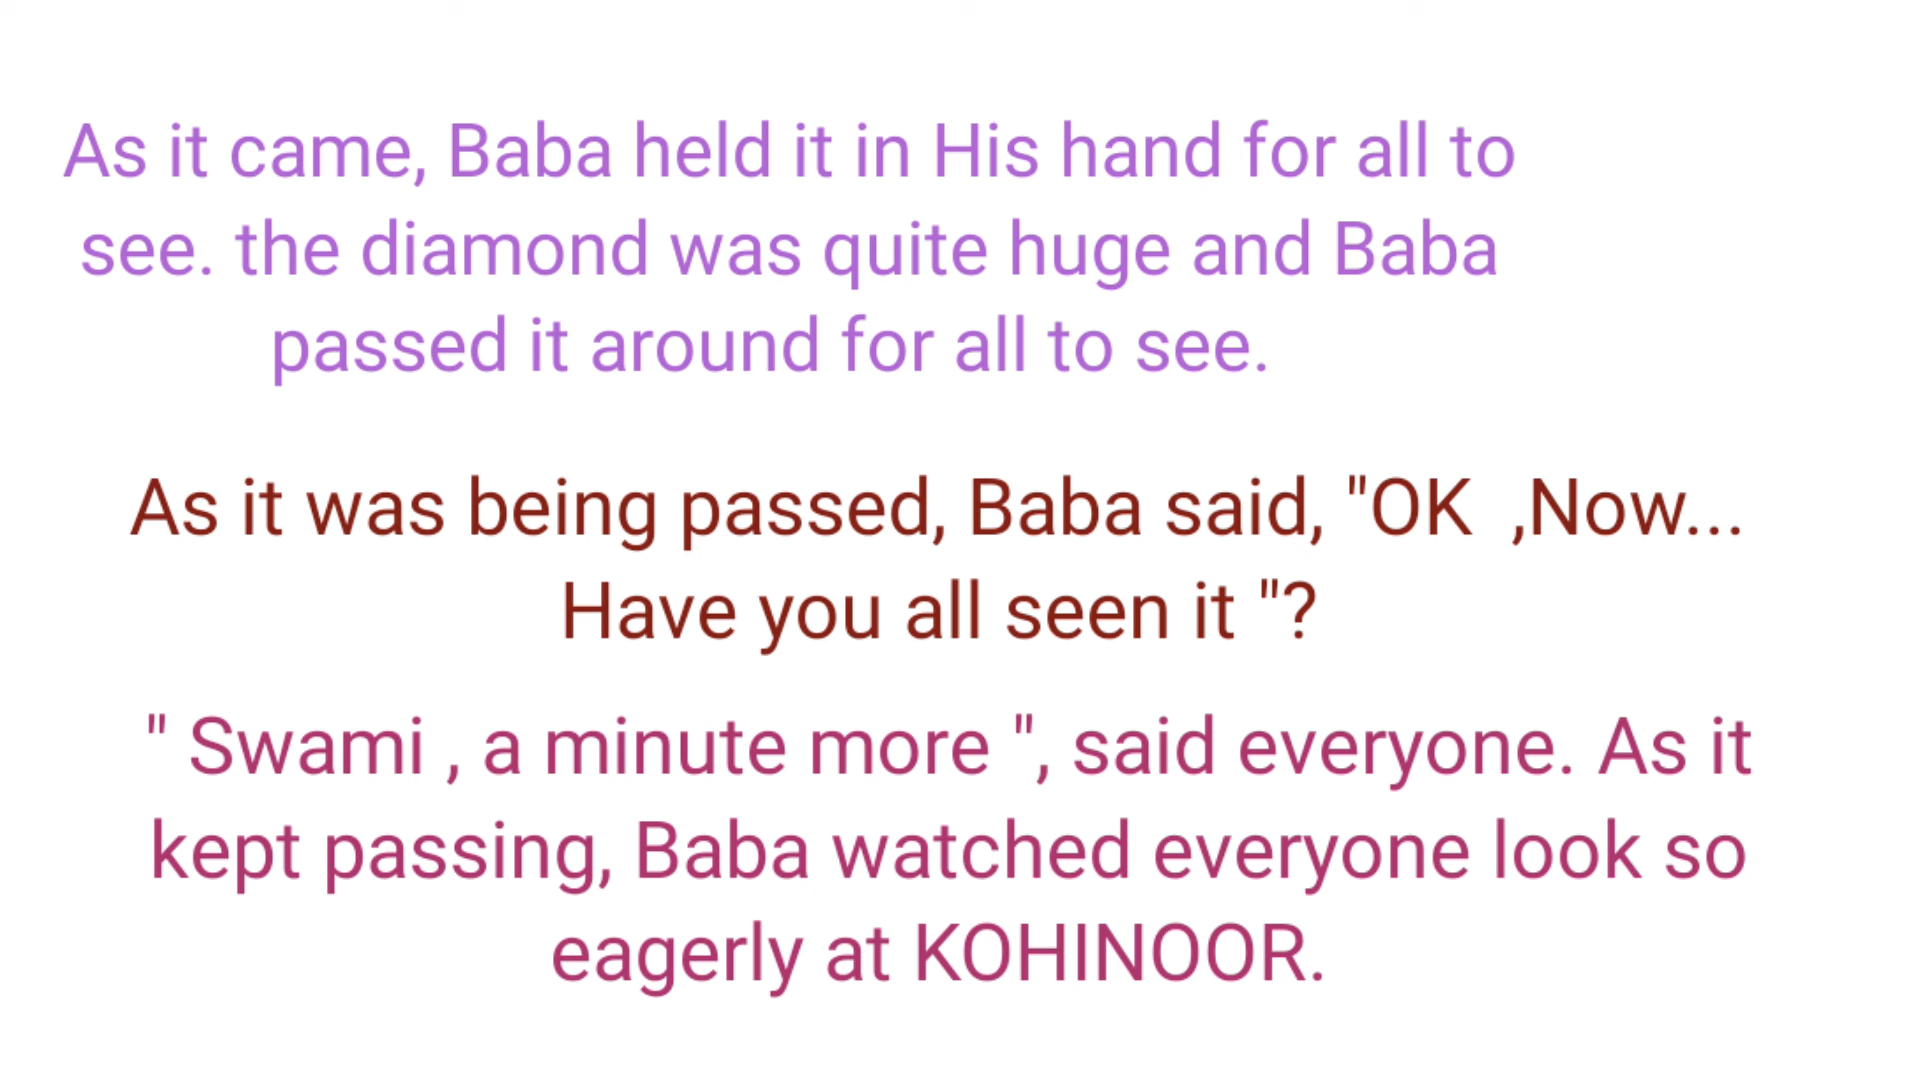 As it came, Baba held it in His hand for all to
see. the diamond was quite huge and Baba
passed it around for all to see.
As it was being passed, Baba said, "OK  ,Now...
Have you all seen it "?
" Swami , a minute more ", said everyone. As it
kept passing, Baba watched everyone look so
eagerly at KOHINOOR.